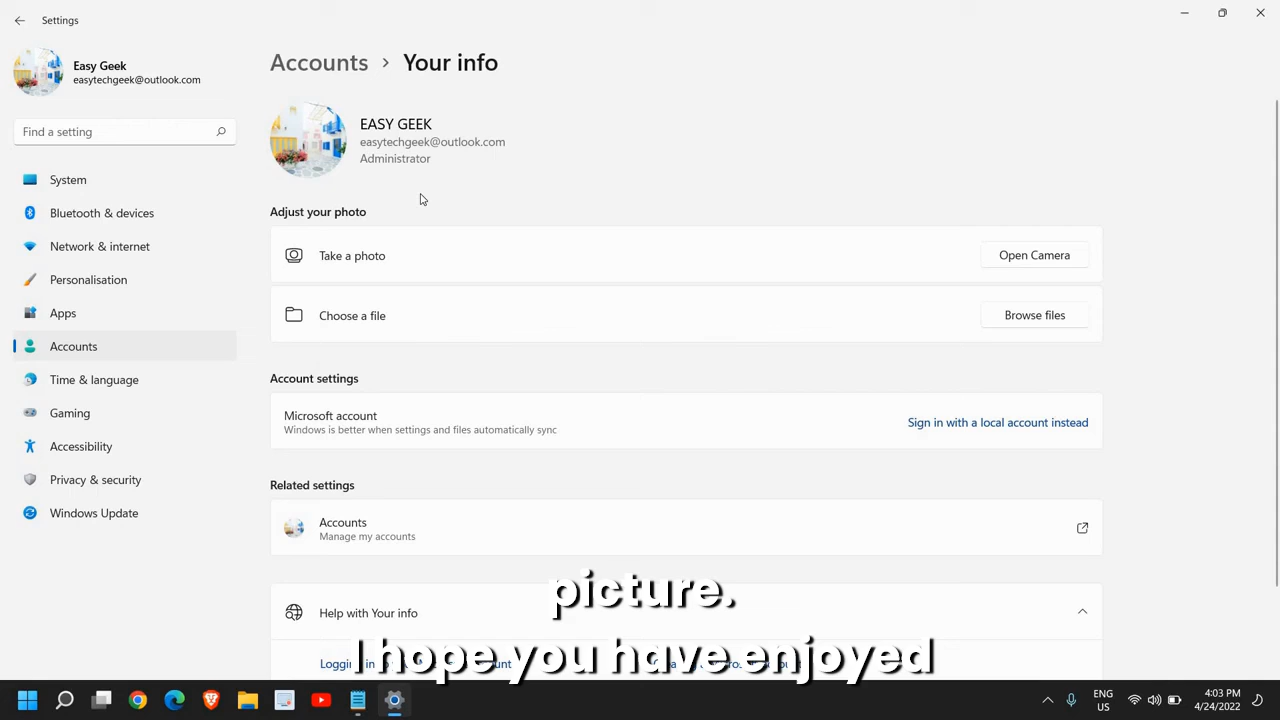 Settings
Easy Geek
easytechgeek@outlook.com
Find a setting
System
Bluetooth & devices
Network & internet
Personalisation
Apps
Accounts
Time & language
Gaming
Accessibility
Privacy & security
Windows Update
Accounts > Your info
EASY GEEK
easytechgeek@outlook.com
Administrator
Adjust your photo
Take a photo
Open Camera
Choose a file
Browse files
Account settings
Microsoft account
Windows is better when settings and files automatically sync
Sign in with a local account instead
Related settings
Accounts
Manage my accounts
Help with Your info
picture.
I hope you have enjoyed
4:03 PM
4/24/2022
ENG
US